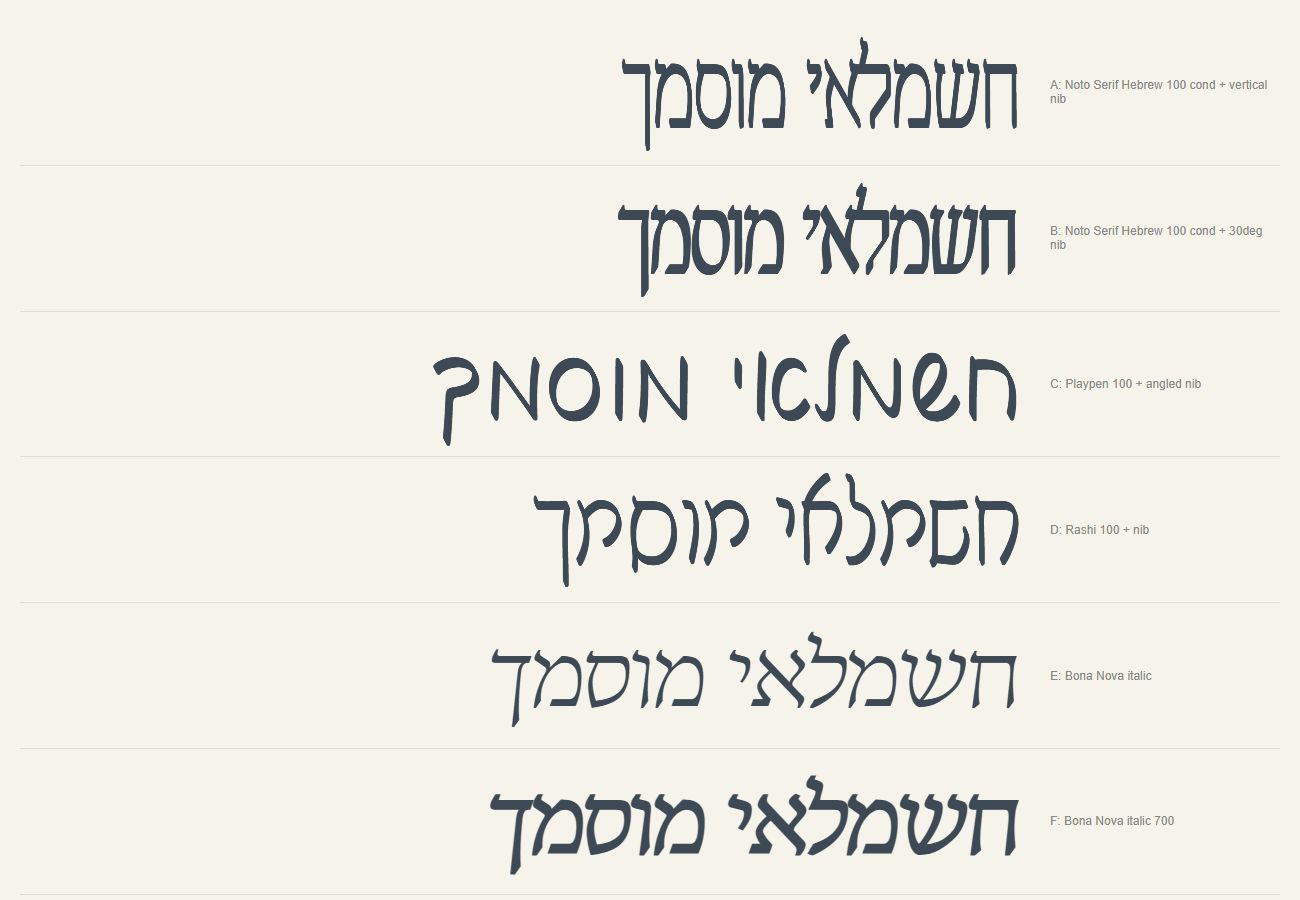 חשמלאי מוסמך
A: Noto Serif Hebrew 100 cond + vertical
nib
חשמלאי מוסמך
B: Noto Serif Hebrew 100 cond + 30deg
nib
חשמלאי מוסמך
C: Playpen 100 + angled nib
חשמלאי מוסמך
D: Rashi 100 + nib
חשמלאי מוסמך
E: Bona Nova italic
חשמלאי מוסמך
F: Bona Nova italic 700